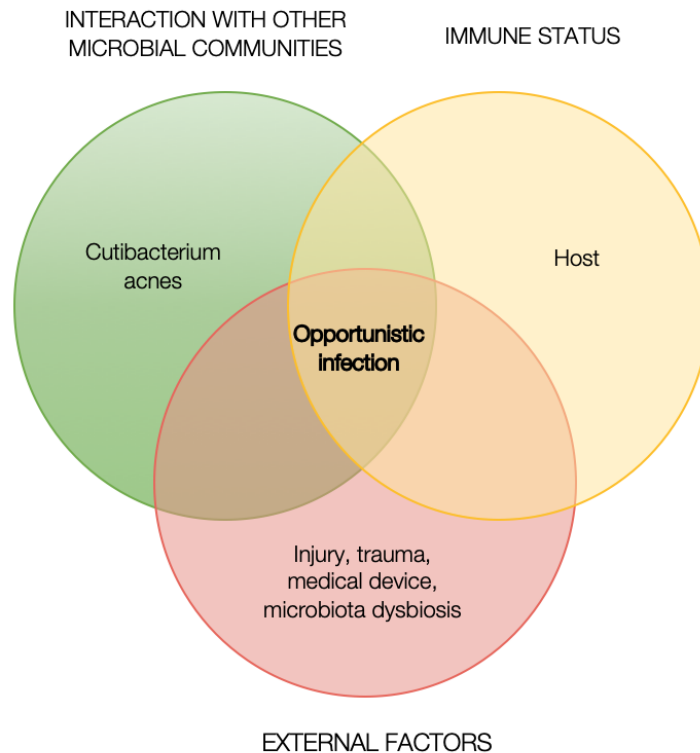 INTERACTION WITH OTHER
MICROBIAL COMMUNITIES
IMMUNE STATUS
Cutibacterium
acnes
Host
Opportunistic
infection
Injury, trauma,
medical device,
microbiota dysbiosis
EXTERNAL FACTORS